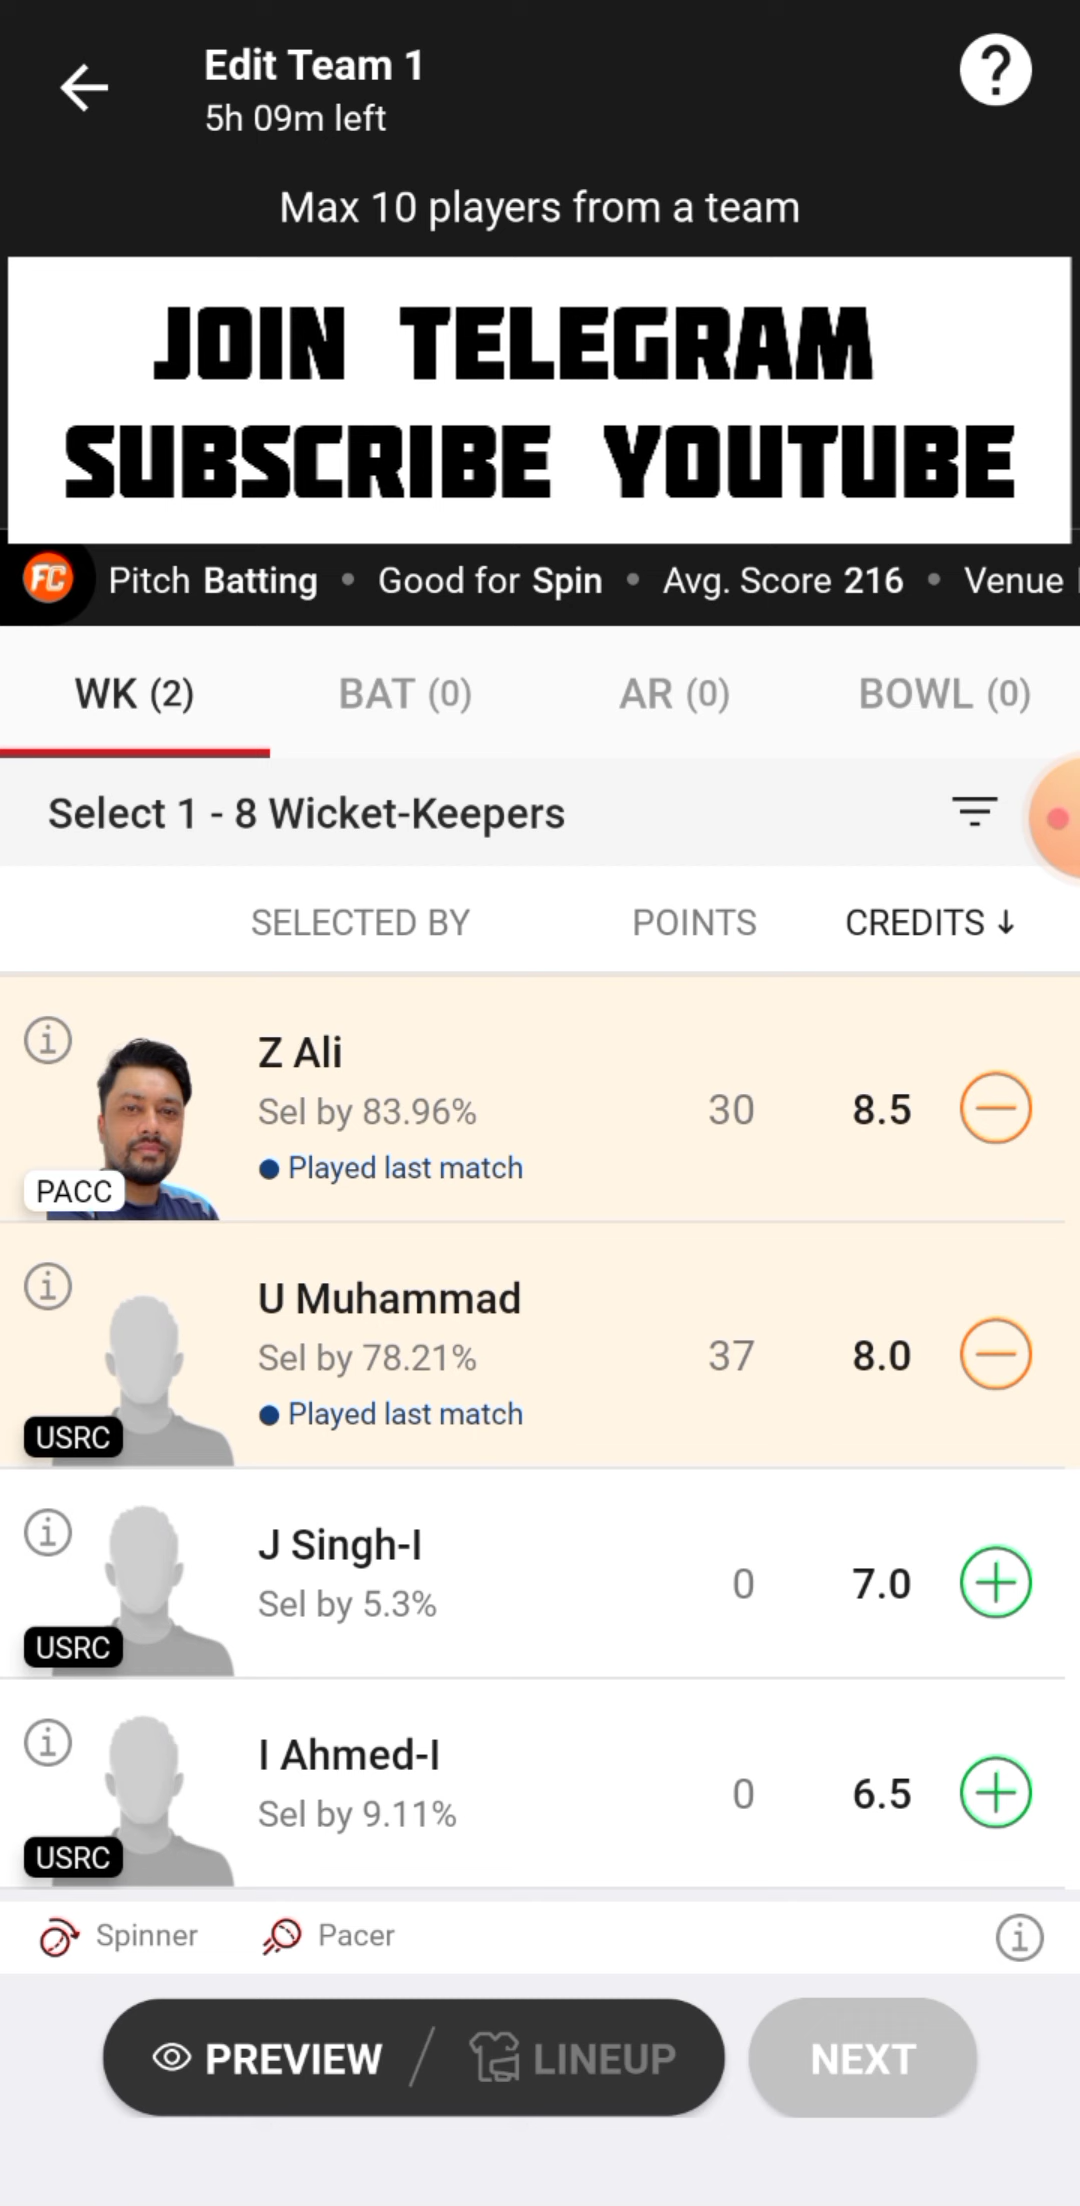 Edit Team 1
5h 09m left
Max 10 players from a team
JOIN TELEGRAM
SUBSCRIBE YOUTUBE
FC Pitch Batting • Good for Spin • Avg. Score 216 • Venue
WK (2) BAT (0) AR (0) BOWL (0)
Select 1 - 8 Wicket-Keepers
SELECTED BY POINTS CREDITS ↓
Z Ali
Sel by 83.96% 30 8.5
Played last match
PACC
U Muhammad
Sel by 78.21% 37 8.0
Played last match
USRC
J Singh-I
Sel by 5.3% 0 7.0
USRC
I Ahmed-I
Sel by 9.11% 0 6.5
USRC
Spinner Pacer
PREVIEW / LINEUP NEXT